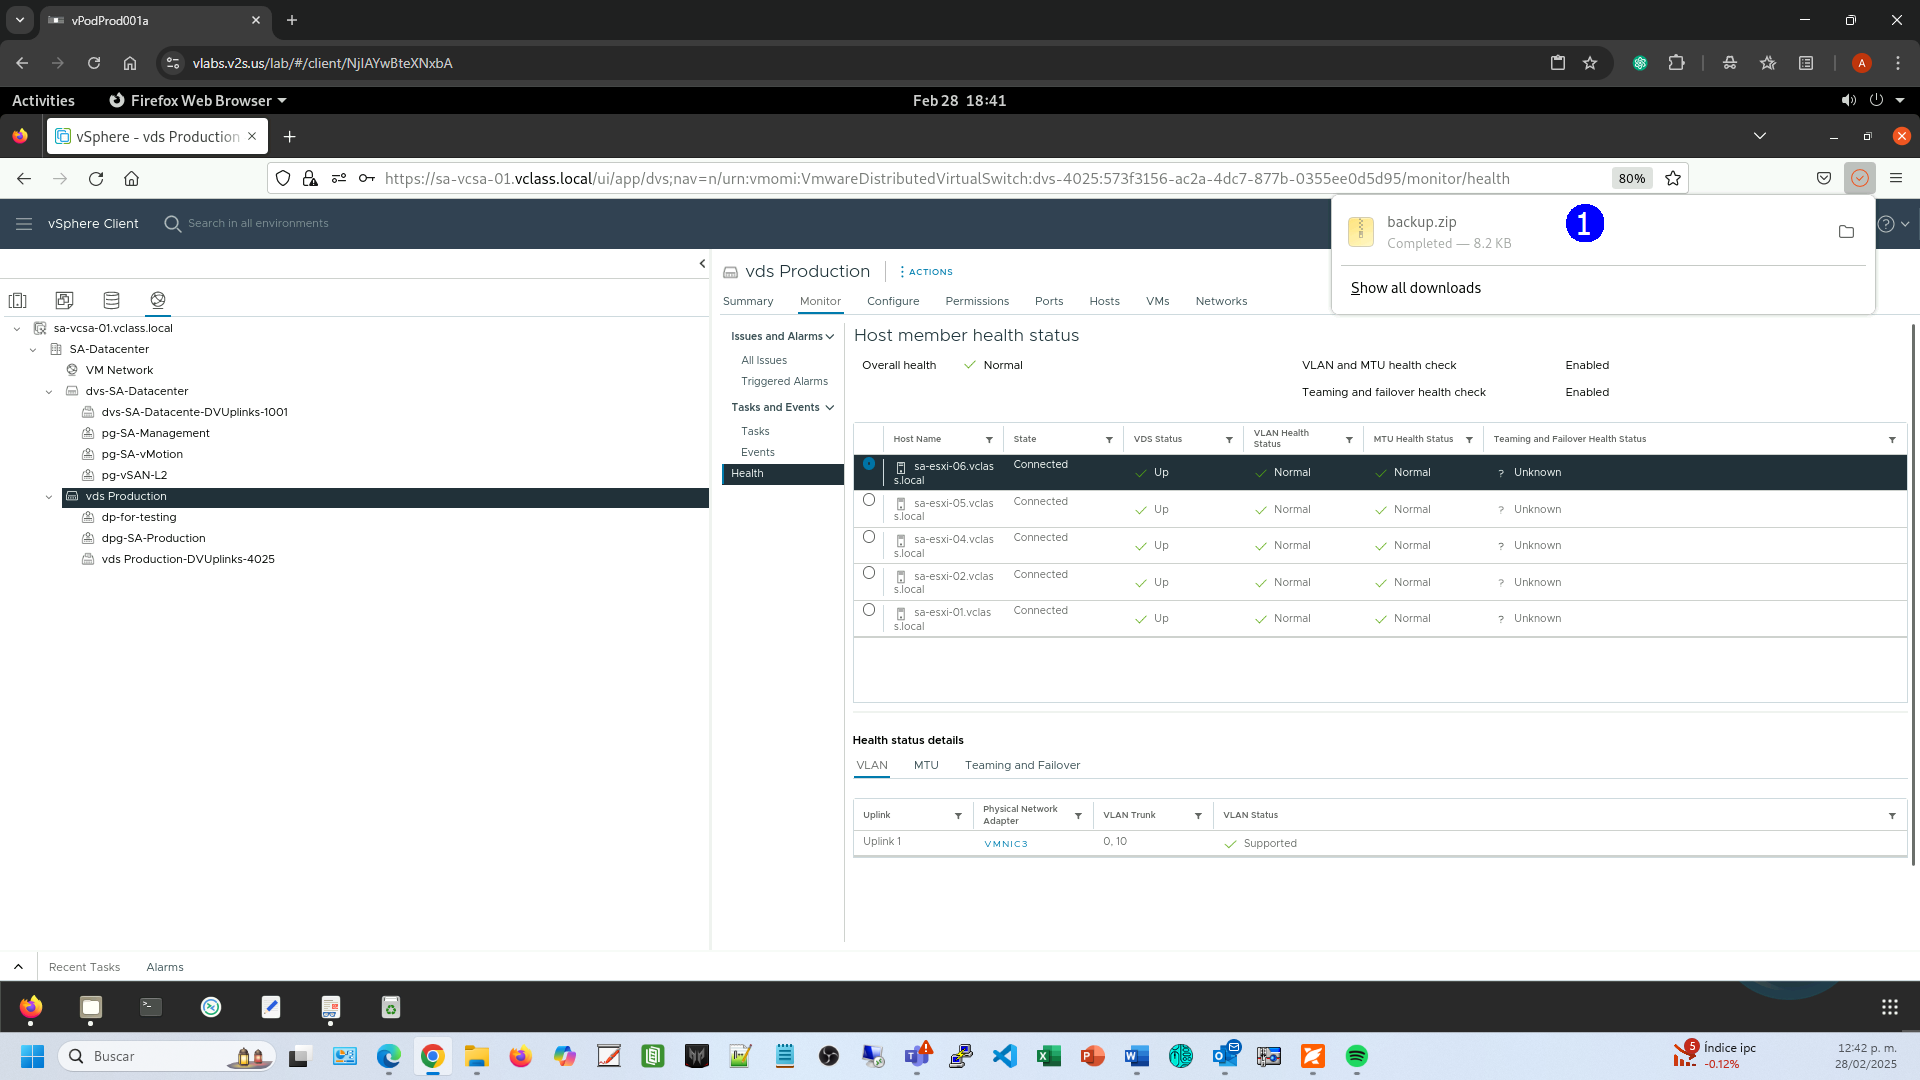 vPodProd001a
vlabs.v2s.us/lab/#/client/NjIAYwBteXNxbA
A
Activities
Firefox Web Browser
Feb 28 18:41
vSphere - vds Production
https://sa-vcsa-01.vclass.local/ui/app/dvs;nav=n/urn:vmomi:VmwareDistributedVirtualSwitch:dvs-4025:573f3156-ac2a-4dc7-877b-0355ee0d5d95/monitor/health
80%
vSphere Client
Search in all environments
backup.zip
Completed — 8.2 KB
1
Show all downloads
sa-vcsa-01.vclass.local
SA-Datacenter
VM Network
dvs-SA-Datacenter
dvs-SA-Datacente-DVUplinks-1001
pg-SA-Management
pg-SA-vMotion
pg-vSAN-L2
vds Production
dp-for-testing
dpg-SA-Production
vds Production-DVUplinks-4025
vds Production
ACTIONS
Summary Monitor Configure Permissions Ports Hosts VMs Networks
Issues and Alarms
All Issues
Triggered Alarms
Tasks and Events
Tasks
Events
Health
Host member health status
Overall health Normal
VLAN and MTU health check Enabled
Teaming and failover health check Enabled
Host Name State VDS Status VLAN Health Status MTU Health Status Teaming and Failover Health Status
sa-esxi-06.vclass.local Connected Up Normal Normal ? Unknown
sa-esxi-05.vclass.local Connected Up Normal Normal ? Unknown
sa-esxi-04.vclass.local Connected Up Normal Normal ? Unknown
sa-esxi-02.vclass.local Connected Up Normal Normal ? Unknown
sa-esxi-01.vclass.local Connected Up Normal Normal ? Unknown
Health status details
VLAN MTU Teaming and Failover
Uplink Physical Network Adapter VLAN Trunk VLAN Status
Uplink 1 VMNIC3 0, 10 Supported
Recent Tasks Alarms
Buscar
5
Índice ipc
-0.12%
12:42 p. m.
28/02/2025